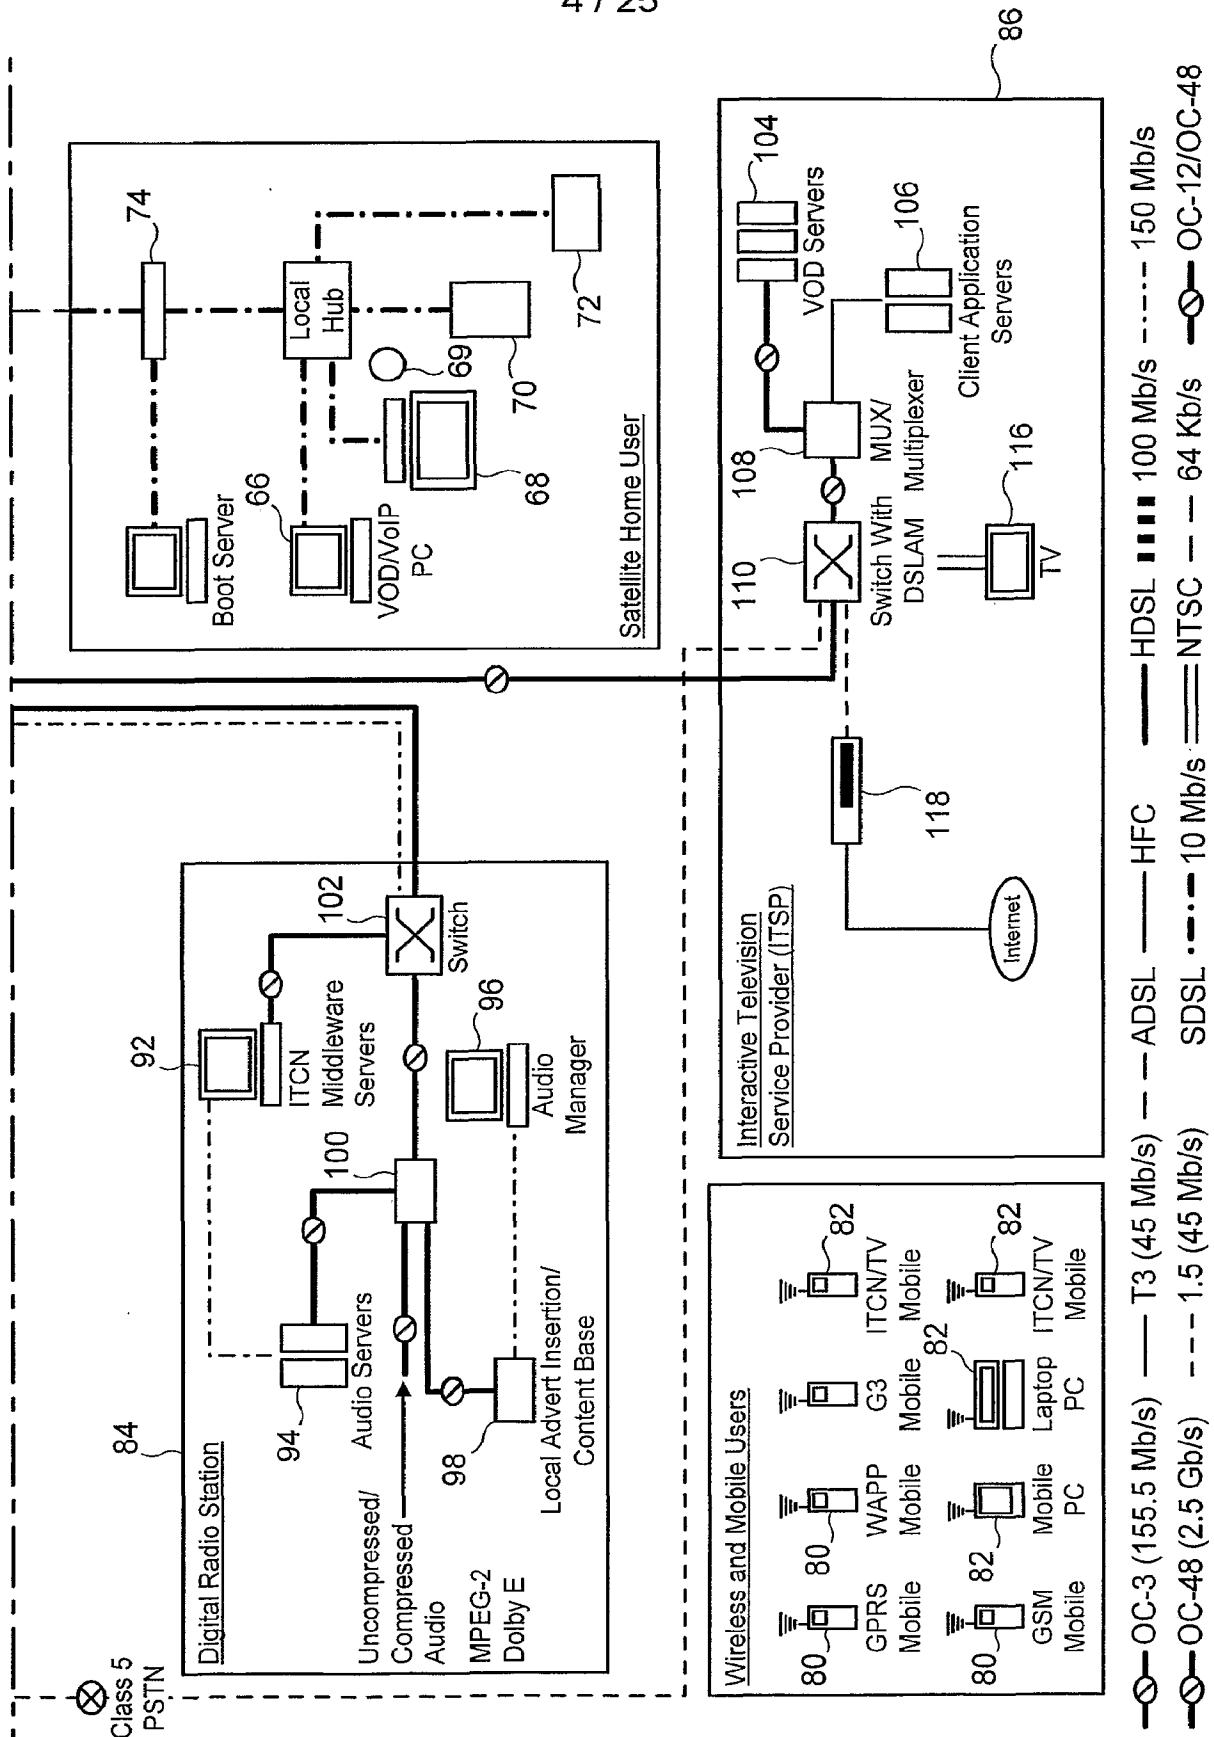 4 / 25
Class 5
PSTN
84
Digital Radio Station
Uncompressed/
Compressed
Audio
MPEG-2
Dolby E
92
ITCN
Middleware
Servers
94
Audio Servers
100
102
Switch
96
Audio
Manager
98
Local Advert Insertion/
Content Base
74
Boot Server
66
VOD/VoIP
PC
Local
Hub
68
69
70
72
Satellite Home User
Wireless and Mobile Users
80
GPRS
Mobile
80
WAPP
Mobile
G3
Mobile
82
ITCN/TV
Mobile
80
GSM
Mobile
82
Mobile
PC
82
Laptop
PC
82
ITCN/TV
Mobile
86
Interactive Television
Service Provider (ITSP)
Internet
118
110
Switch With
DSLAM
108
MUX/
Multiplexer
104
VOD Servers
106
Client Application
Servers
116
TV
OC-3 (155.5 Mb/s)
T3 (45 Mb/s)
ADSL
HFC
HDSL
100 Mb/s
150 Mb/s
OC-48 (2.5 Gb/s)
1.5 (45 Mb/s)
SDSL
10 Mb/s
NTSC
64 Kb/s
OC-12/OC-48